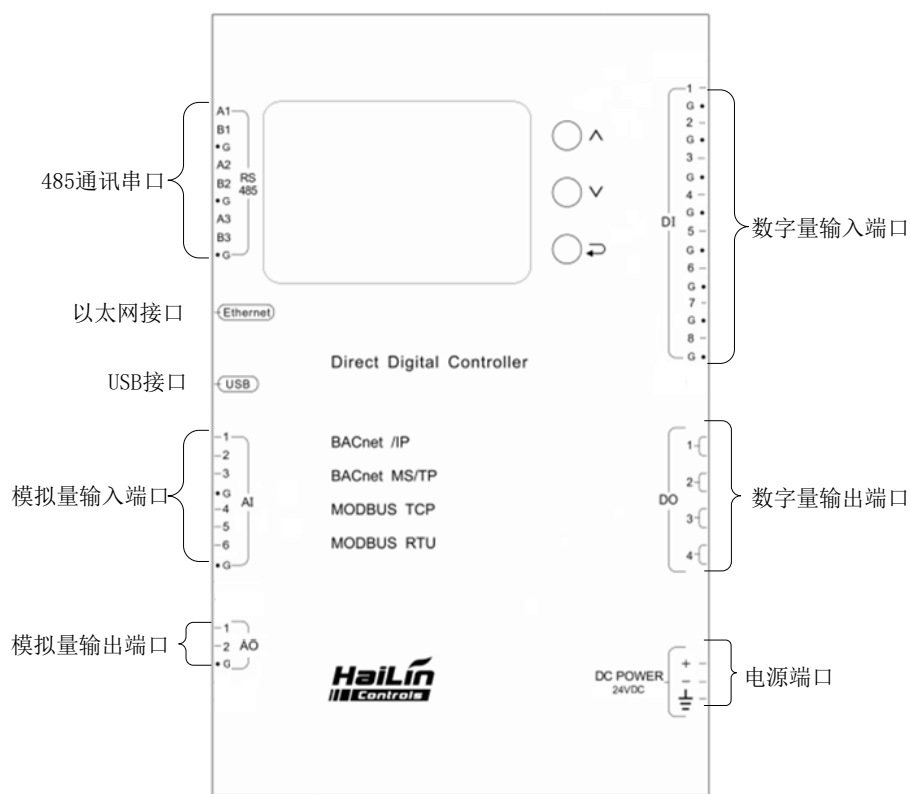 485通讯串口
A1
B1
G
A2
B2
G
A3
B3
G
RS
485
以太网接口
Ethernet
USB接口
USB
模拟量输入端口
1
2
3
G
4
5
6
G
AI
模拟量输出端口
1
2
G
AO
Direct Digital Controller
BACnet /IP
BACnet MS/TP
MODBUS TCP
MODBUS RTU
HaiLin
Controls
DI
1
G
2
G
3
G
4
G
5
G
6
G
7
G
8
G
数字量输入端口
DO
1
2
3
4
数字量输出端口
DC POWER
24VDC
+
−
电源端口